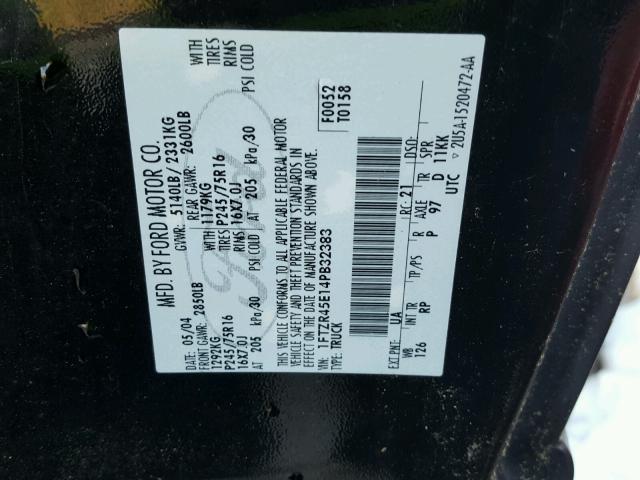 MFD. BY FORD MOTOR CO.
DATE: 05/04 GVWR: 5140LB/ 2331KG
FRONT GAWR: 2850LB REAR GAWR: 2600LB
1292KG 1179KG WITH
P245/75R16 TIRES P245/75R16 TIRES
16X7.0J 16X7.0J RIMS
AT 205 kPa/30 PSI COLD AT 205 kPa/30 PSI COLD
WITH
RIMS
Ford
THIS VEHICLE CONFORMS TO ALL APPLICABLE FEDERAL MOTOR
VEHICLE SAFETY AND THEFT PREVENTION STANDARDS IN
EFFECT ON THE DATE OF MANUFACTURE SHOWN ABOVE.
VIN: 1FTZR45E14PB32383 F0052
TYPE: TRUCK T0158
EXT PNT: UA RC: 21 DSO:
WB INT TR TP/PS R AXLE TR SPR
126 RP P 97 D 11KK
UTC
▽ 2U5A-1520472-AA